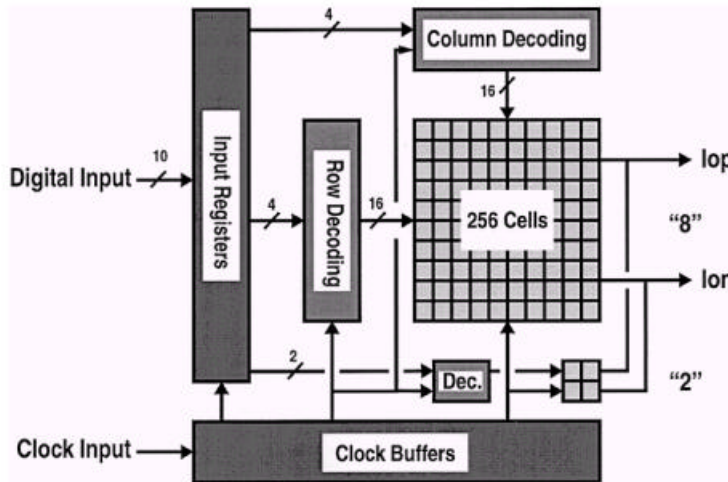 4
Column Decoding
16
10
Digital Input
Input Registers
4
Row Decoding
16
256 Cells
Iop
"8"
2
Dec.
"2"
Clock Input
Clock Buffers